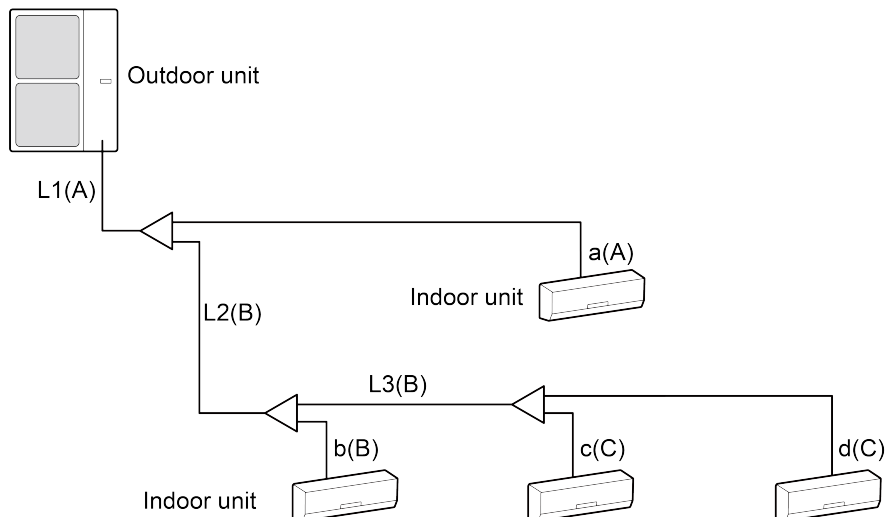 Outdoor unit
L1(A)
a(A)
Indoor unit
L2(B)
L3(B)
b(B)
c(C)
d(C)
Indoor unit